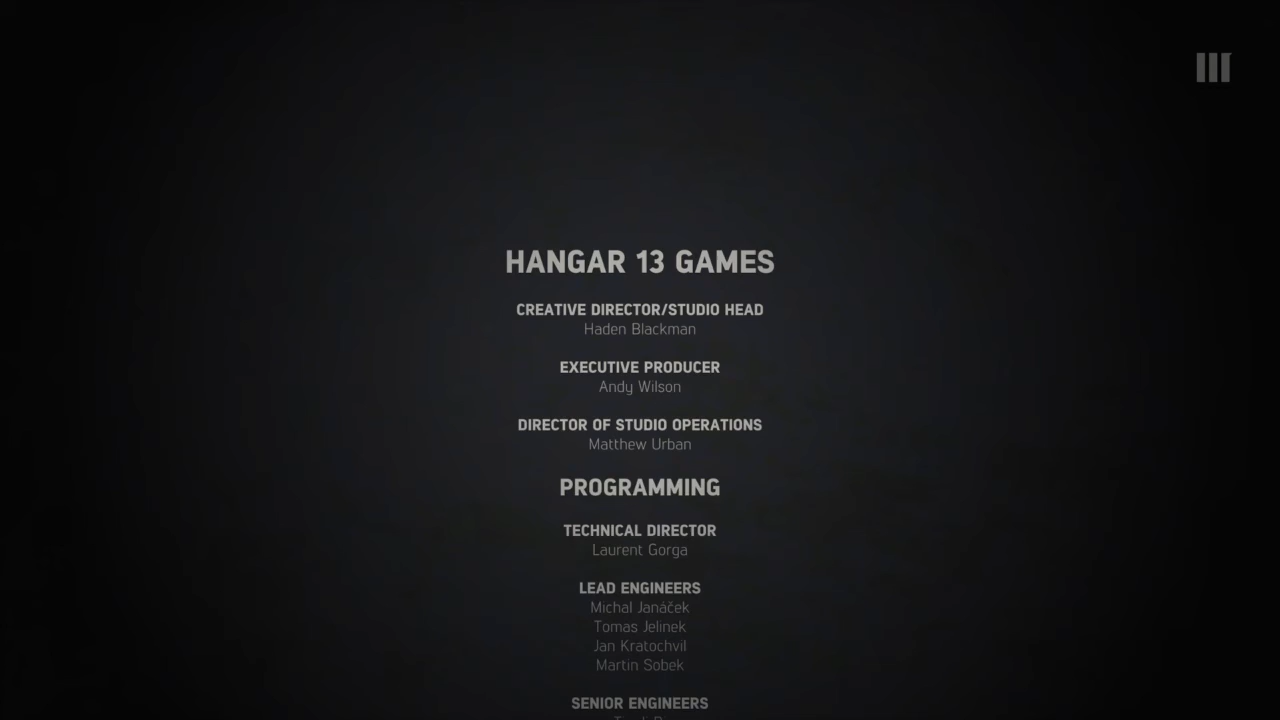 III
HANGAR 13 GAMES
CREATIVE DIRECTOR/STUDIO HEAD
Haden Blackman
EXECUTIVE PRODUCER
Andy Wilson
DIRECTOR OF STUDIO OPERATIONS
Matthew Urban
PROGRAMMING
TECHNICAL DIRECTOR
Laurent Gorga
LEAD ENGINEERS
Michal Janáček
Tomas Jelinek
Jan Kratochvil
Martin Sobek
SENIOR ENGINEERS